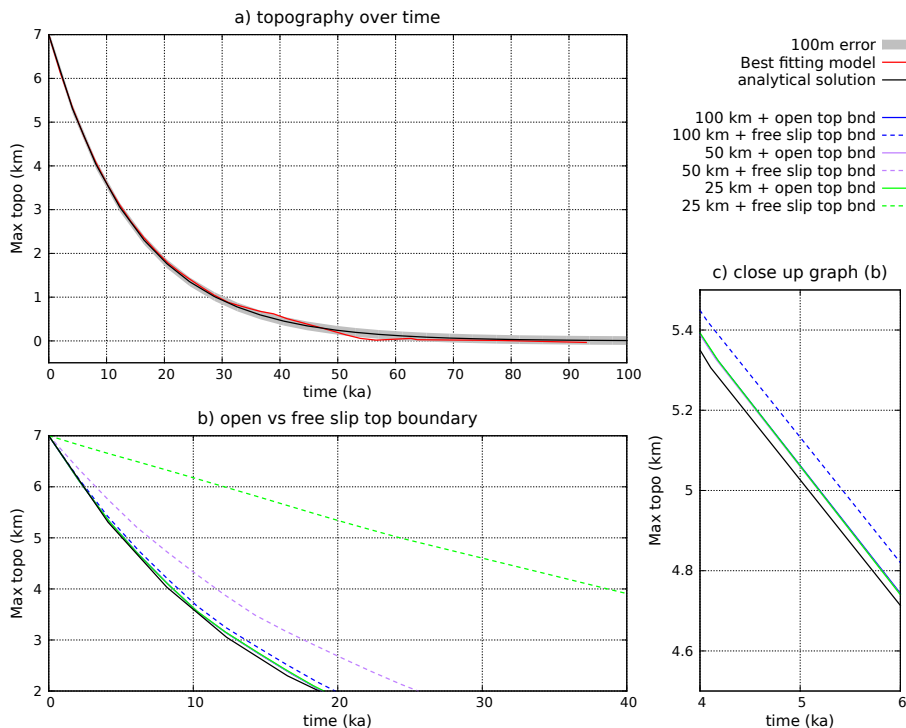 a) topography over time
Max topo (km)
7
6
5
4
3
2
1
0
0 10 20 30 40 50 60 70 80 90 100
time (ka)
100m error
Best fitting model
analytical solution
100 km + open top bnd
100 km + free slip top bnd
50 km + open top bnd
50 km + free slip top bnd
25 km + open top bnd
25 km + free slip top bnd
b) open vs free slip top boundary
Max topo (km)
7
6
5
4
3
2
0 10 20 30 40
time (ka)
c) close up graph (b)
Max topo (km)
5.4
5.2
5
4.8
4.6
4 5 6
time (ka)